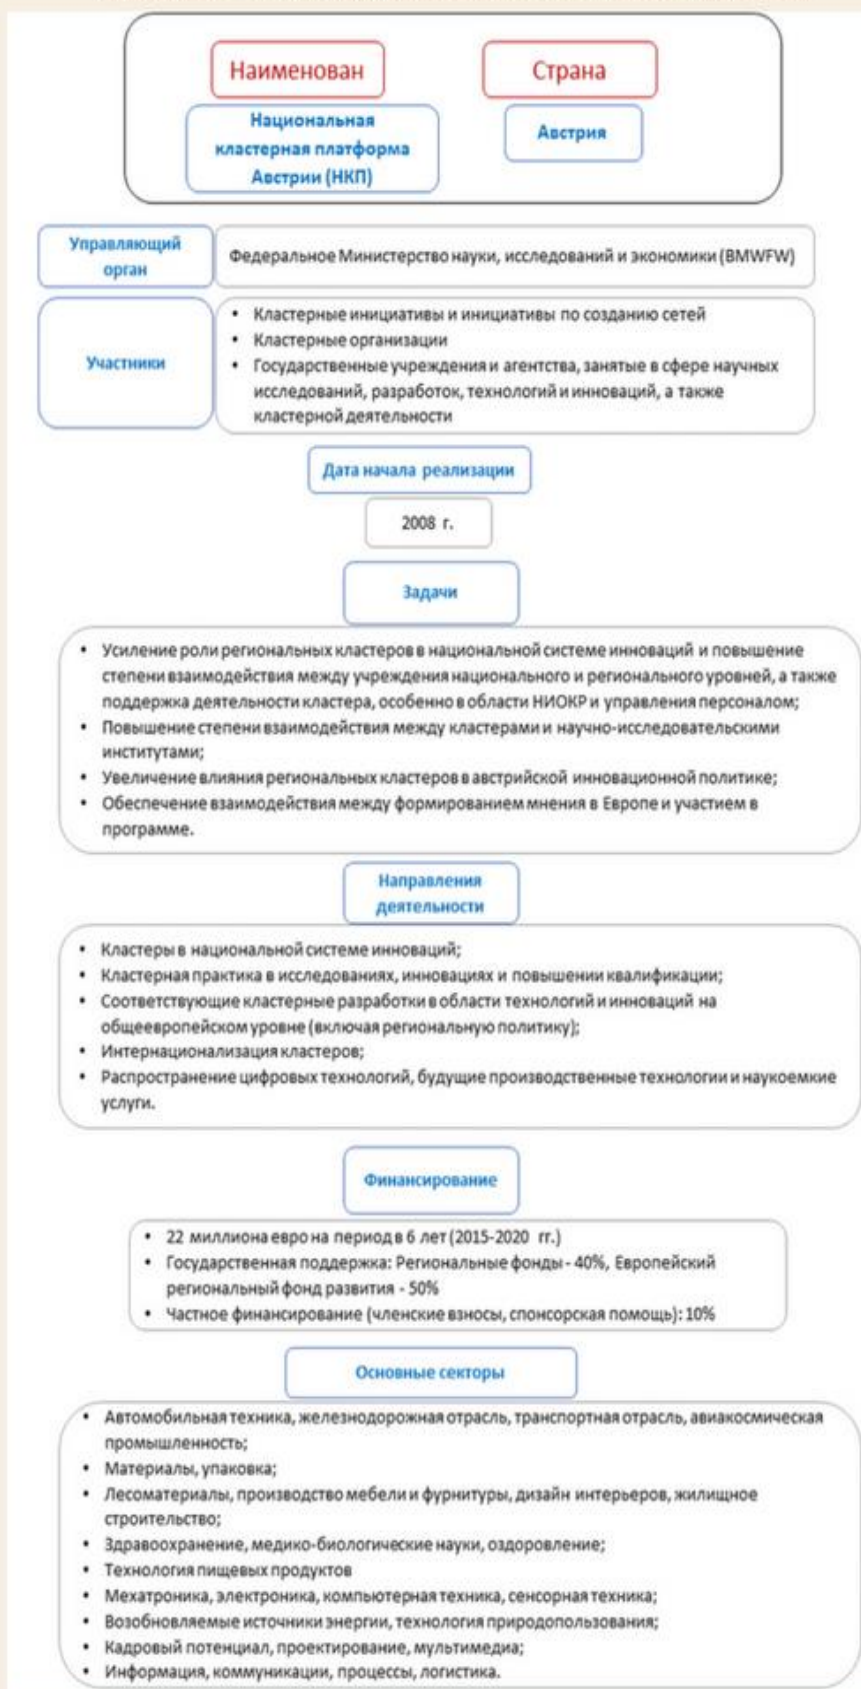 Наименован
Страна
Национальная
кластерная платформа
Австрии (НКП)
Австрия
Управляющий
орган
Федеральное Министерство науки, исследований и экономики (BMWFW)
Участники
• Кластерные инициативы и инициативы по созданию сетей
• Кластерные организации
• Государственные учреждения и агентства, занятые в сфере научных
исследований, разработок, технологий и инноваций, а также
кластерной деятельности
Дата начала реализации
2008 г.
Задачи
• Усиление роли региональных кластеров в национальной системе инноваций и повышение
степени взаимодействия между учреждения национального и регионального уровней, а также
поддержка деятельности кластера, особенно в области НИОКР и управления персоналом;
• Повышение степени взаимодействия между кластерами и научно-исследовательскими
институтами;
• Увеличение влияния региональных кластеров в австрийской инновационной политике;
• Обеспечение взаимодействия между формированием мнения в Европе и участием в
программе.
Направления
деятельности
• Кластеры в национальной системе инноваций;
• Кластерная практика в исследованиях, инновациях и повышении квалификации;
• Соответствующие кластерные разработки в области технологий и инноваций на
общеевропейском уровне (включая региональную политику);
• Интернационализация кластеров;
• Распространение цифровых технологий, будущие производственные технологии и наукоемкие
услуги.
Финансирование
• 22 миллиона евро на период в 6 лет (2015-2020 гг.)
• Государственная поддержка: Региональные фонды - 40%, Европейский
региональный фонд развития - 50%
• Частное финансирование (членские взносы, спонсорская помощь): 10%
Основные секторы
• Автомобильная техника, железнодорожная отрасль, транспортная отрасль, авиакосмическая
промышленность;
• Материалы, упаковка;
• Лесоматериалы, производство мебели и фурнитуры, дизайн интерьеров, жилищное
строительство;
• Здравоохранение, медико-биологические науки, оздоровление;
• Технология пищевых продуктов
• Мехатроника, электроника, компьютерная техника, сенсорная техника;
• Возобновляемые источники энергии, технология природопользования;
• Кадровый потенциал, проектирование, мультимедиа;
• Информация, коммуникации, процессы, логистика.